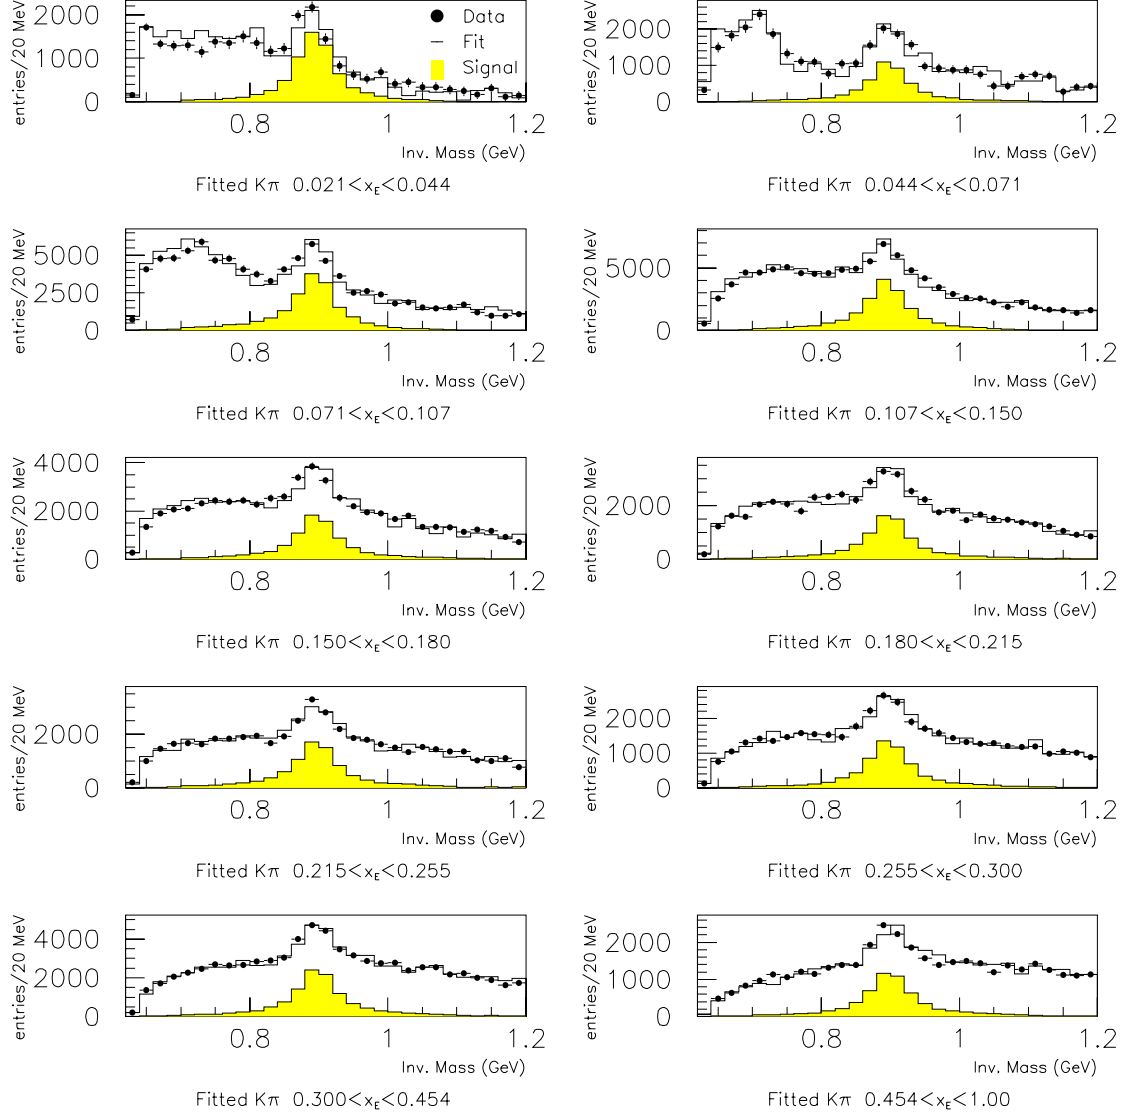 entries/20 MeV
2000
1000
0
0.8
1
1.2
Data
Fit
Signal
Inv. Mass (GeV)
Fitted Kπ 0.021<xE<0.044
entries/20 MeV
2000
1000
0
0.8
1
1.2
Inv. Mass (GeV)
Fitted Kπ 0.044<xE<0.071
entries/20 MeV
5000
2500
0
0.8
1
1.2
Inv. Mass (GeV)
Fitted Kπ 0.071<xE<0.107
entries/20 MeV
5000
0
0.8
1
1.2
Inv. Mass (GeV)
Fitted Kπ 0.107<xE<0.150
entries/20 MeV
4000
2000
0
0.8
1
1.2
Inv. Mass (GeV)
Fitted Kπ 0.150<xE<0.180
entries/20 MeV
2000
0
0.8
1
1.2
Inv. Mass (GeV)
Fitted Kπ 0.180<xE<0.215
entries/20 MeV
2000
0
0.8
1
1.2
Inv. Mass (GeV)
Fitted Kπ 0.215<xE<0.255
entries/20 MeV
2000
1000
0
0.8
1
1.2
Inv. Mass (GeV)
Fitted Kπ 0.255<xE<0.300
entries/20 MeV
4000
2000
0
0.8
1
1.2
Inv. Mass (GeV)
Fitted Kπ 0.300<xE<0.454
entries/20 MeV
2000
1000
0
0.8
1
1.2
Inv. Mass (GeV)
Fitted Kπ 0.454<xE<1.00